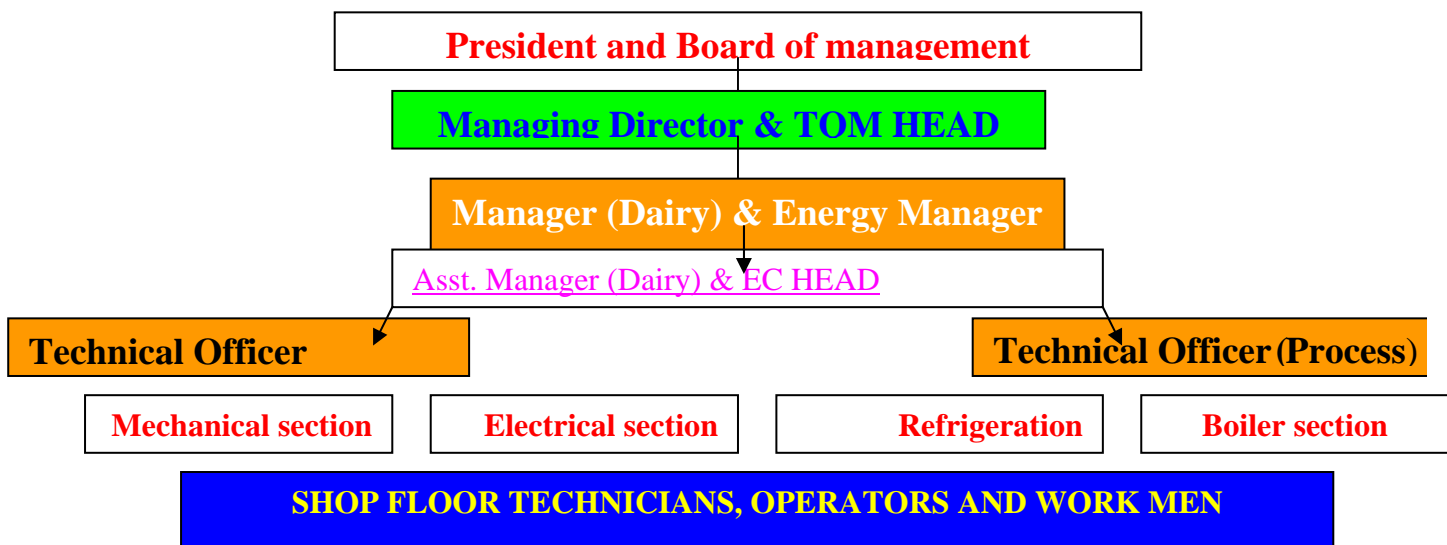 President and Board of management
Managing Director & TOM HEAD
Manager (Dairy) & Energy Manager
Asst. Manager (Dairy) & EC HEAD
Technical Officer
Technical Officer (Process)
Mechanical section
Electrical section
Refrigeration
Boiler section
SHOP FLOOR TECHNICIANS, OPERATORS AND WORK MEN